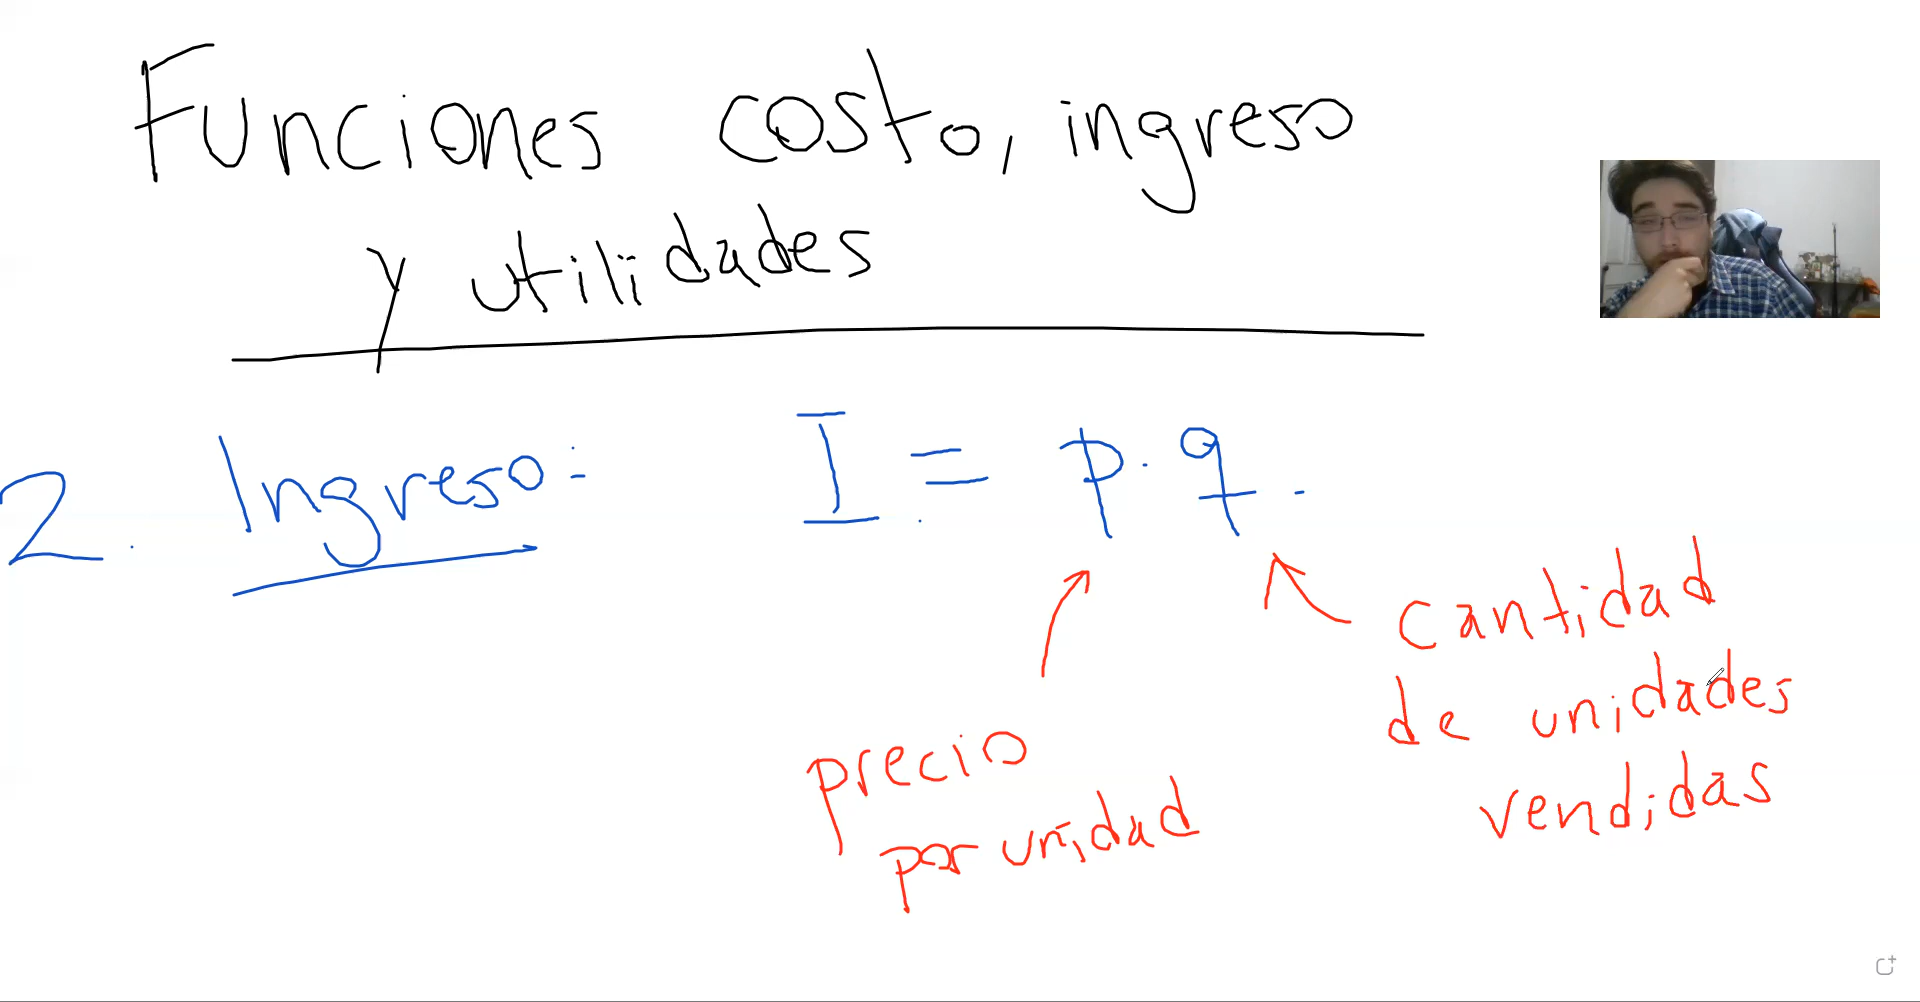 Funciones costo, ingreso
y utilidades
2. Ingreso: I = p · q.
precio
por unidad
cantidad
de unidades
vendidas